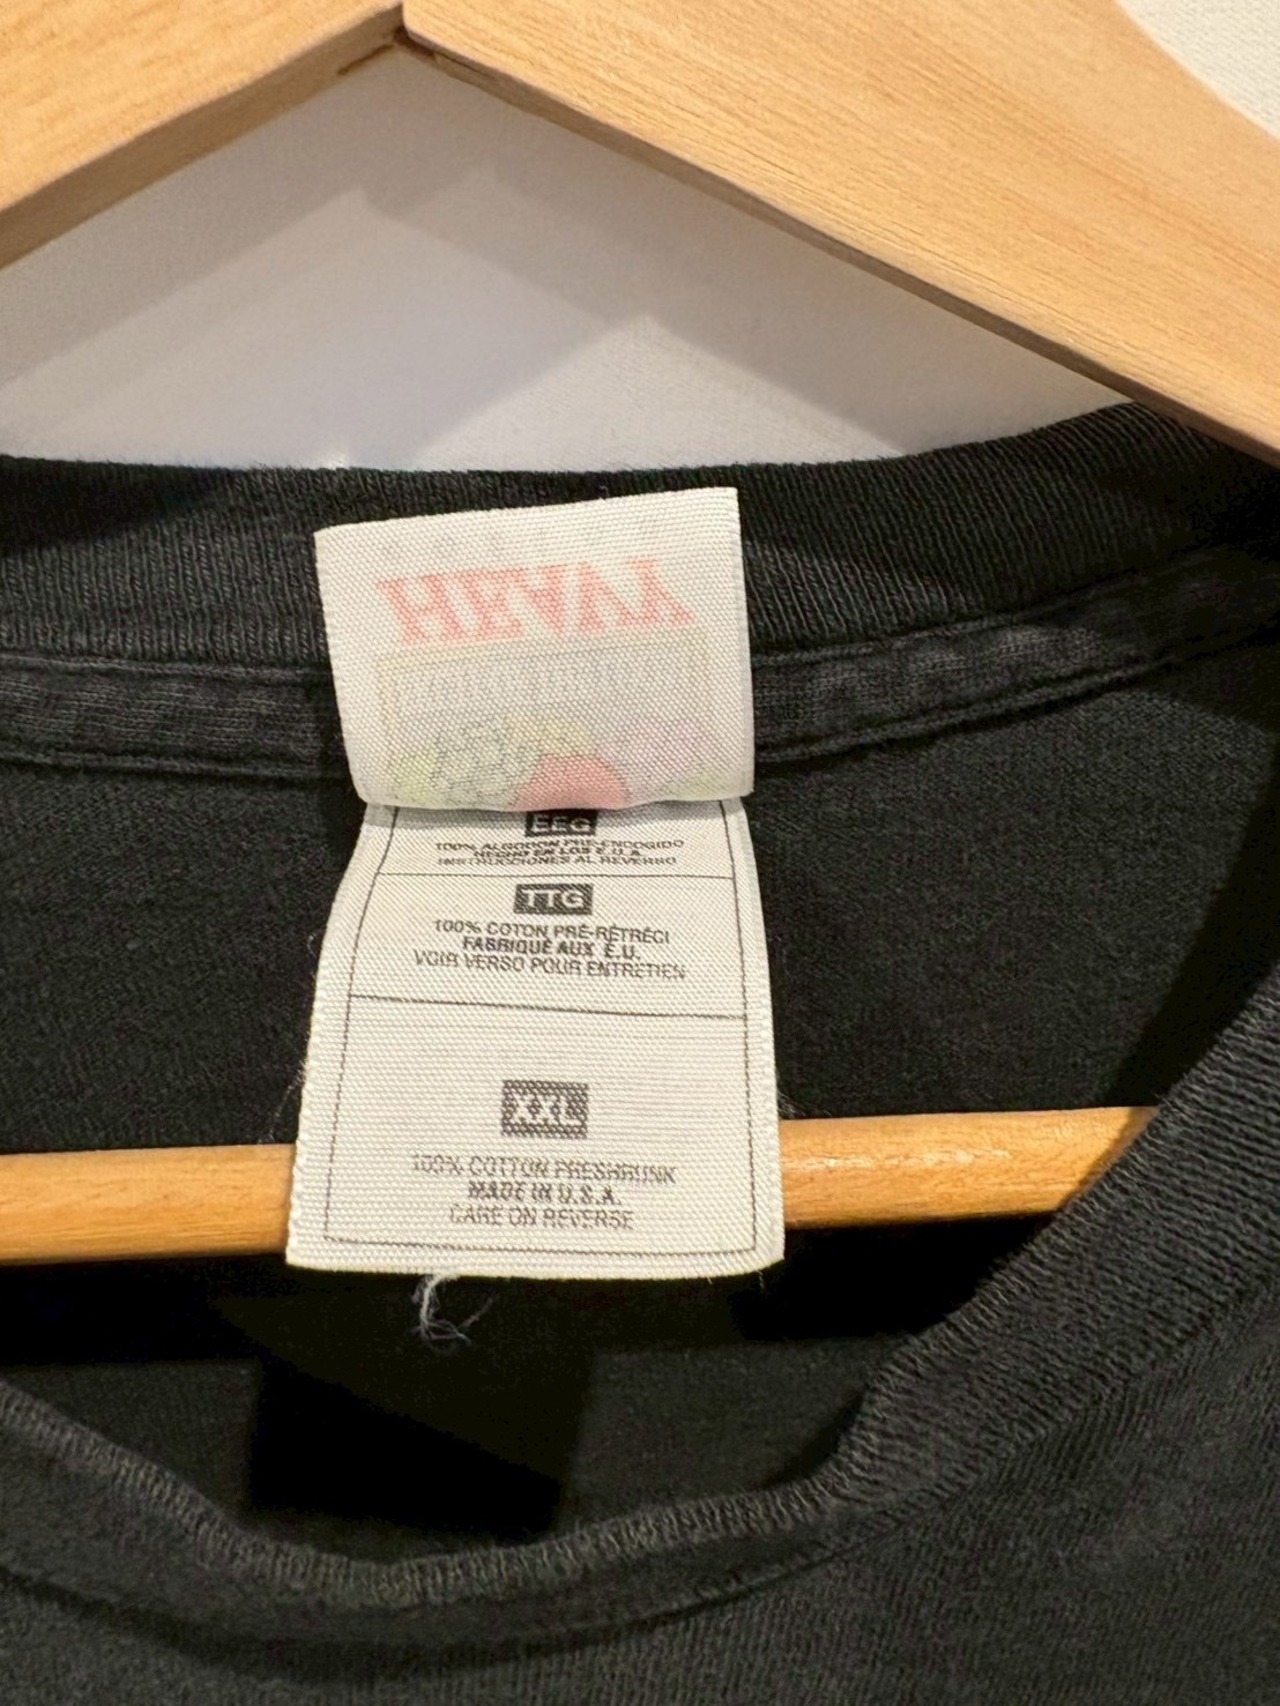 HEAVY
EEG
100% ALGODON PRE-ENCOGIDO
HECHO EN LOS E.U.A.
INSTRUCCIONES AL REVERSO
TTG
100% COTON PRÉ-RÉTRÉCI
FABRIQUÉ AUX É.U.
VOIR VERSO POUR ENTRETIEN
XXL
100% COTTON PRESHRUNK
MADE IN U.S.A.
CARE ON REVERSE